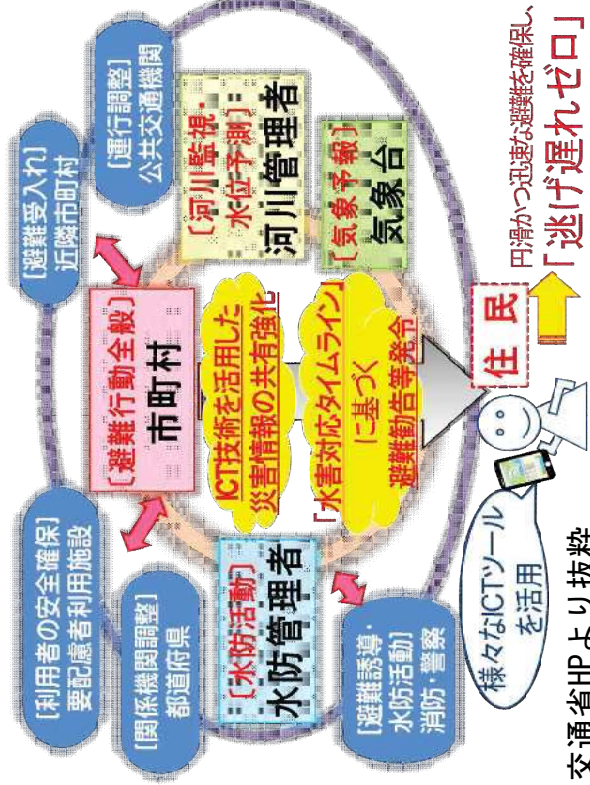 [避難受入れ]
近隣市町村
[運行調整]
公共交通機関
[利用者の安全確保]
要配慮者利用施設
[関係機関調整]
都道府県
[避難行動全般]
市町村
[河川監視・
水位予測]
河川管理者
[気象予報]
気象台
[水防活動]
水防管理者
[避難誘導・
水防活動]
消防・警察
ICT技術を活用した
災害情報の共有強化
「水害対応タイムライン」
に基づく
避難勧告等発令
様々なICTツール
を活用
住民
円滑かつ迅速な避難を確保し、
「逃げ遅れゼロ」
交通省HPより抜粋